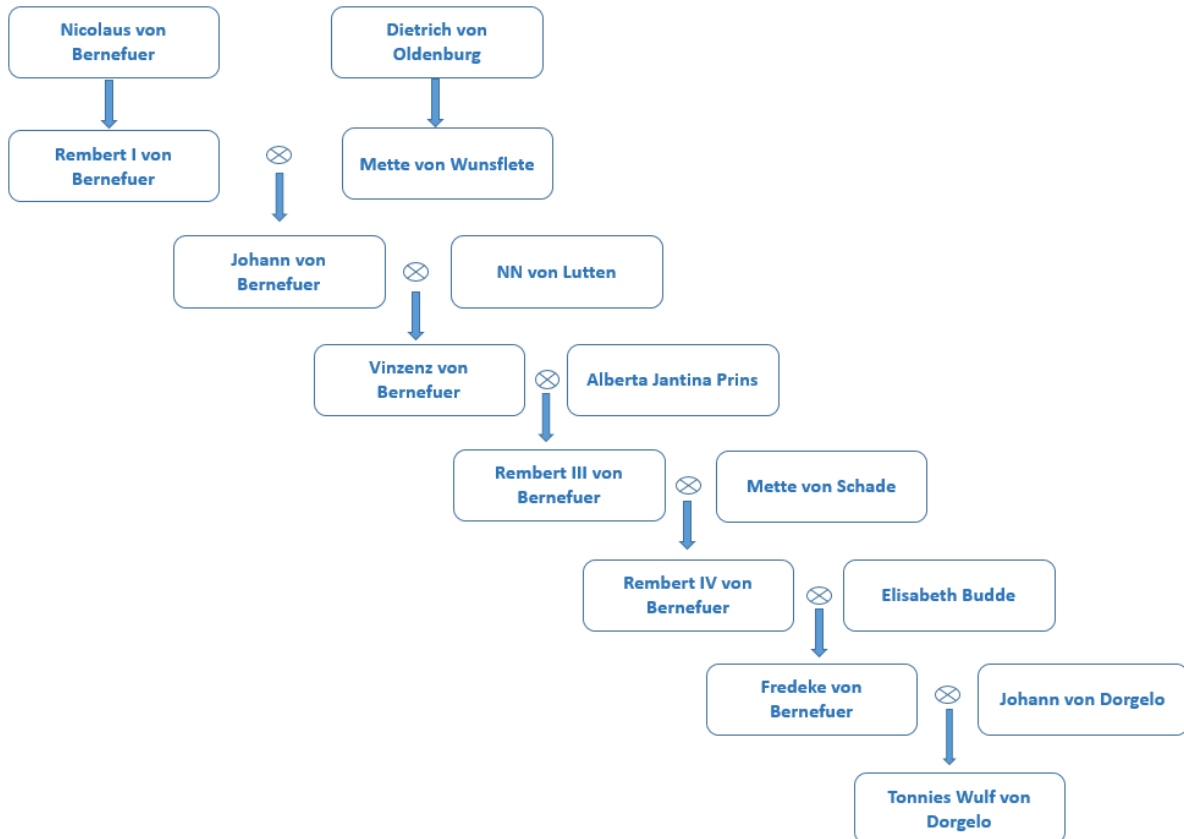 Nicolaus von
Bernefuer
Dietrich von
Oldenburg
Rembert I von
Bernefuer
Mette von Wunsflete
Johann von
Bernefuer
NN von Lutten
Vinzenz von
Bernefuer
Alberta Jantina Prins
Rembert III von
Bernefuer
Mette von Schade
Rembert IV von
Bernefuer
Elisabeth Budde
Fredeke von
Bernefuer
Johann von Dorgelo
Tonnies Wulf von
Dorgelo